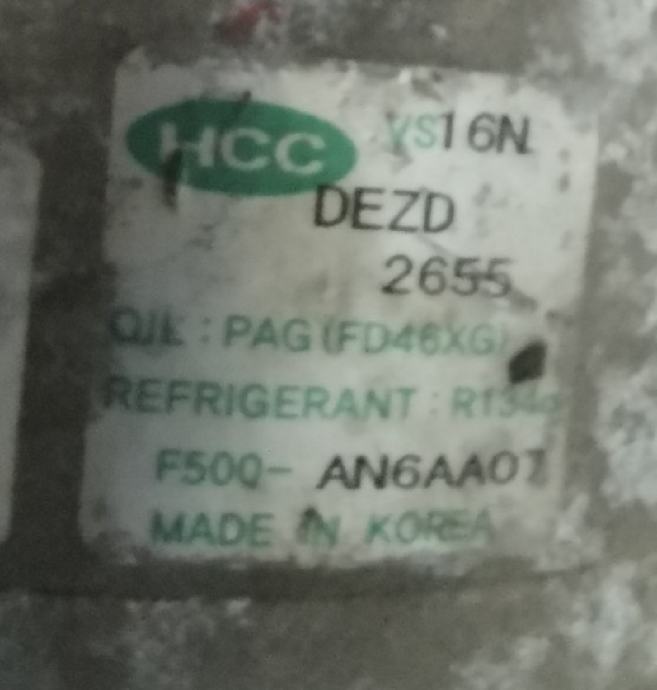 HCC VS16N
DEZD
2655
OIL : PAG (FD46XG)
REFRIGERANT : R134a
F500- AN6AA07
MADE IN KOREA